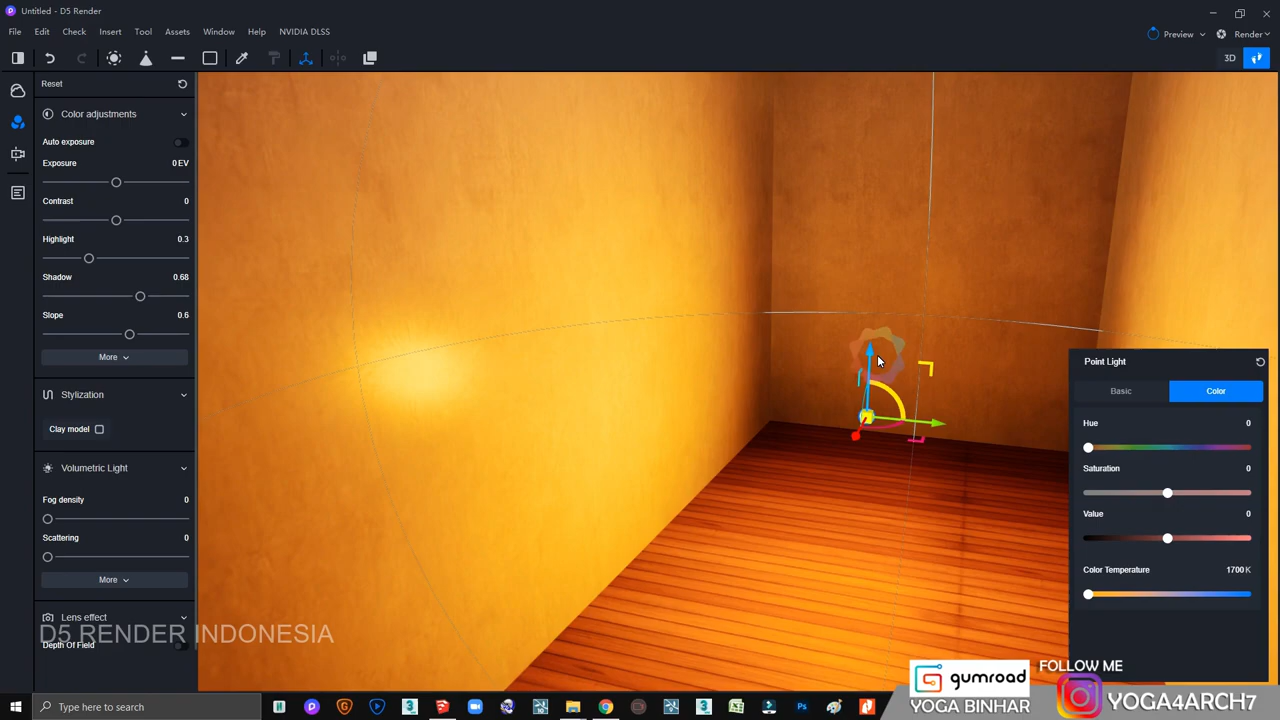 Untitled - D5 Render
File Edit Check Insert Tool Assets Window Help NVIDIA DLSS
Preview Render
3D
Reset
Color adjustments
Auto exposure
Exposure 0 EV
Contrast 0
Highlight 0.3
Shadow 0.68
Slope 0.6
More
Stylization
Clay model
Volumetric Light
Fog density 0
Scattering 0
More
Lens effect
Depth Of Field
D5 RENDER INDONESIA
Point Light
Basic Color
Hue 0
Saturation 0
Value 0
Color Temperature 1700 K
gumroad
YOGA BINHAR
FOLLOW ME
YOGA4ARCH7
Type here to search